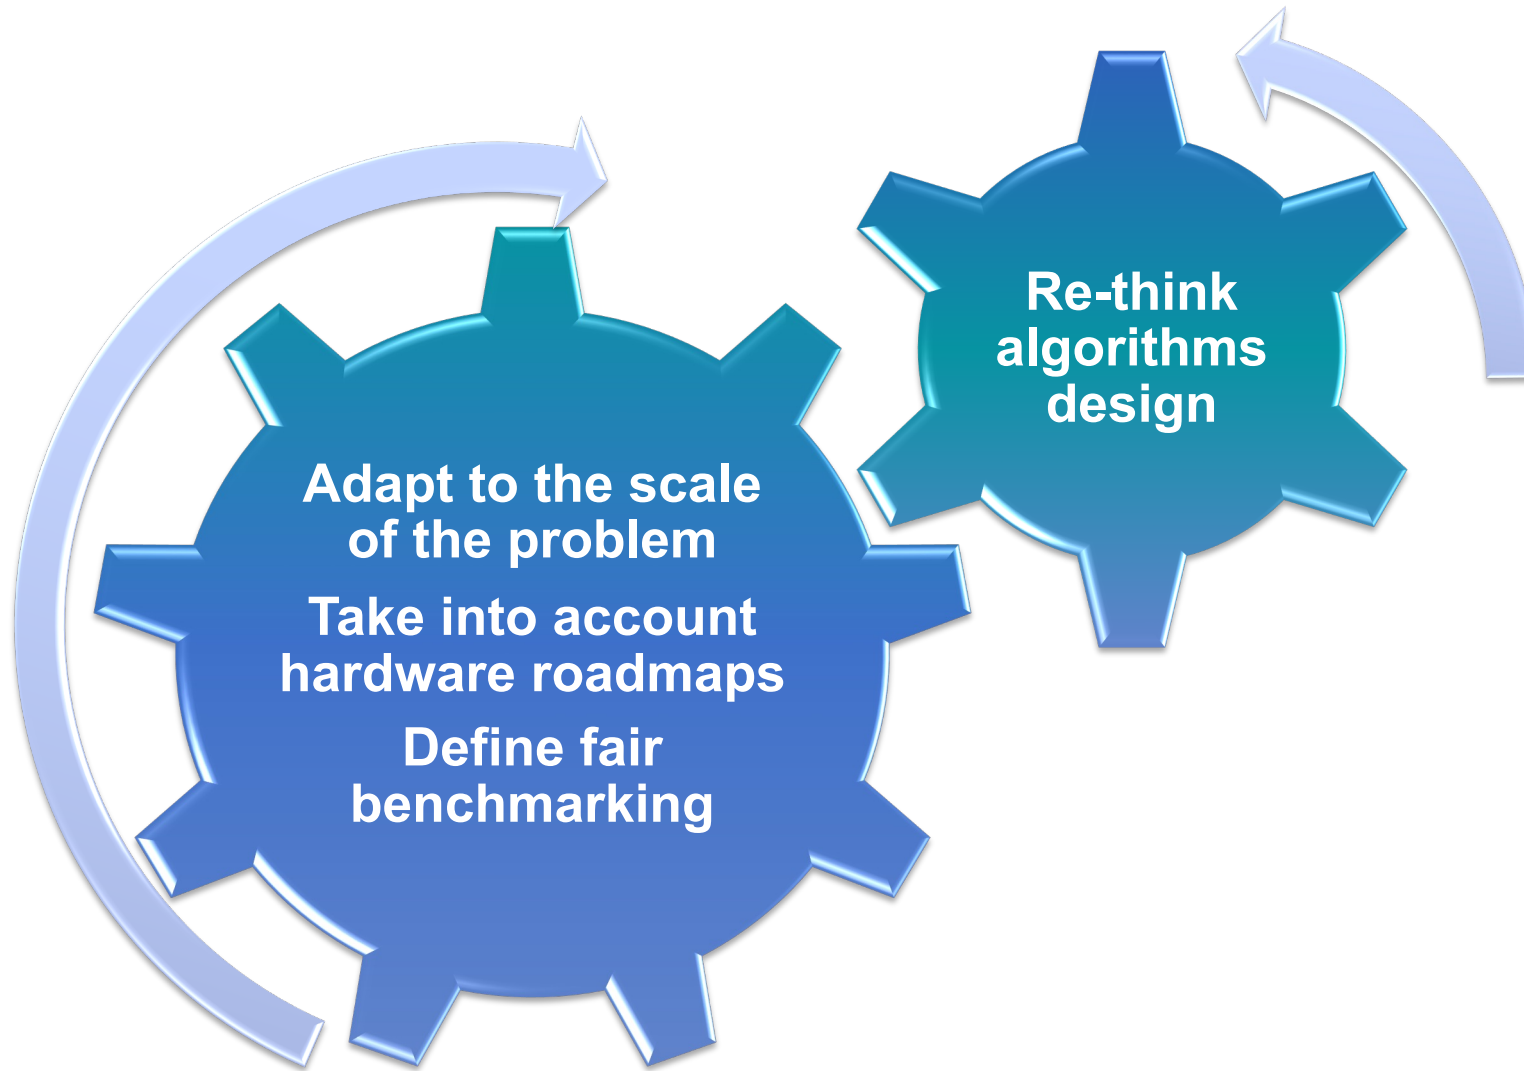 Re-think
algorithms
design
Adapt to the scale
of the problem
Take into account
hardware roadmaps
Define fair
benchmarking